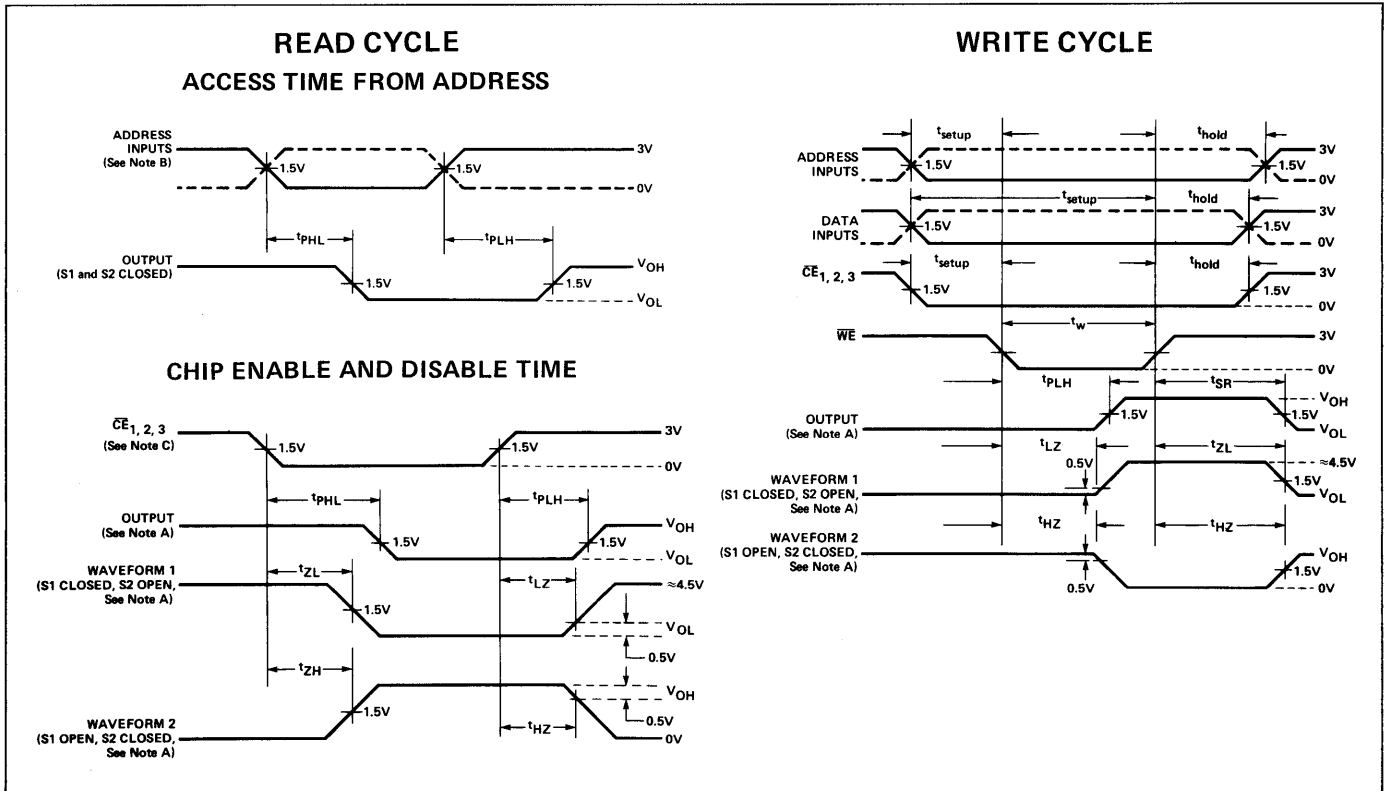 READ CYCLE
ACCESS TIME FROM ADDRESS
ADDRESS
INPUTS
(See Note B)
1.5V
1.5V
3V
0V
tPHL
tPLH
OUTPUT
(S1 and S2 CLOSED)
1.5V
1.5V
VOH
VOL
CHIP ENABLE AND DISABLE TIME
C̅E̅1, 2, 3
(See Note C)
1.5V
1.5V
3V
0V
tPHL
tPLH
OUTPUT
(See Note A)
1.5V
1.5V
VOH
VOL
WAVEFORM 1
(S1 CLOSED, S2 OPEN,
See Note A)
tZL
tLZ
1.5V
≈4.5V
VOL
0.5V
tZH
WAVEFORM 2
(S1 OPEN, S2 CLOSED,
See Note A)
1.5V
tHZ
VOH
0.5V
0V
WRITE CYCLE
tsetup
thold
ADDRESS
INPUTS
1.5V
1.5V
3V
0V
tsetup
thold
DATA
INPUTS
1.5V
1.5V
3V
0V
C̅E̅1, 2, 3
tsetup
thold
1.5V
1.5V
3V
0V
tw
W̅E̅
3V
0V
tPLH
tSR
OUTPUT
(See Note A)
1.5V
1.5V
VOH
VOL
tLZ
tZL
0.5V
WAVEFORM 1
(S1 CLOSED, S2 OPEN,
See Note A)
≈4.5V
1.5V
VOL
tHZ
tHZ
WAVEFORM 2
(S1 OPEN, S2 CLOSED,
See Note A)
0.5V
VOH
1.5V
0V